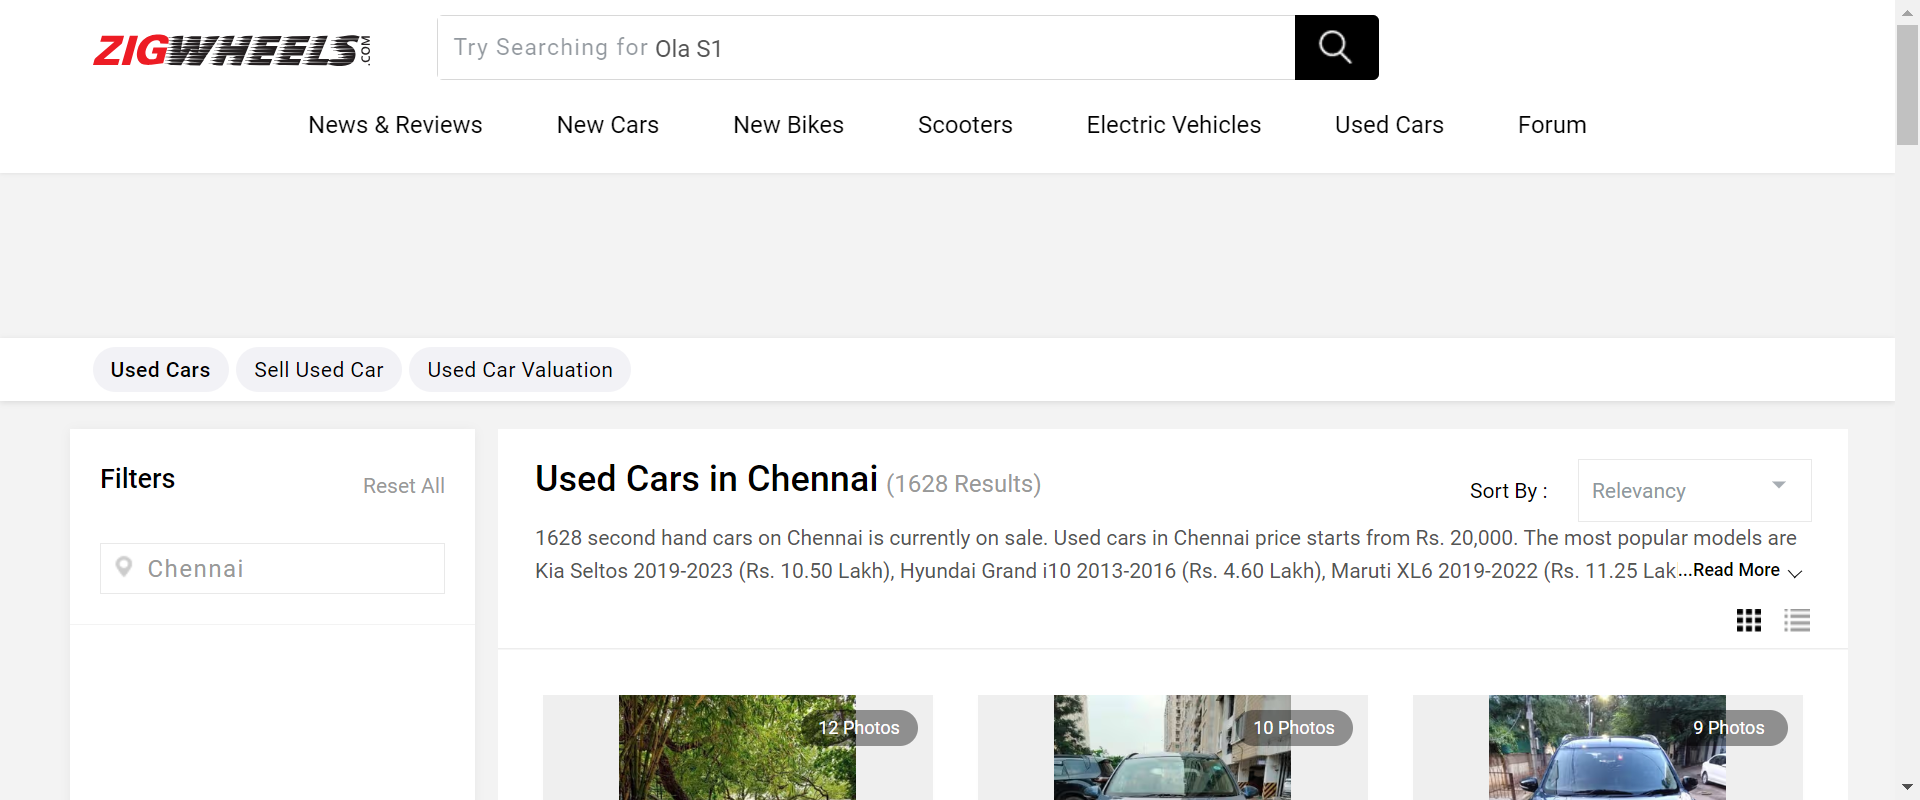 ZIGWHEELS.COM
Try Searching for Ola S1
News & Reviews New Cars New Bikes Scooters Electric Vehicles Used Cars Forum
Used Cars Sell Used Car Used Car Valuation
Filters
Reset All
Chennai
Used Cars in Chennai (1628 Results)
Sort By : Relevancy
1628 second hand cars on Chennai is currently on sale. Used cars in Chennai price starts from Rs. 20,000. The most popular models are
Kia Seltos 2019-2023 (Rs. 10.50 Lakh), Hyundai Grand i10 2013-2016 (Rs. 4.60 Lakh), Maruti XL6 2019-2022 (Rs. 11.25 Lak...Read More
12 Photos
10 Photos
9 Photos